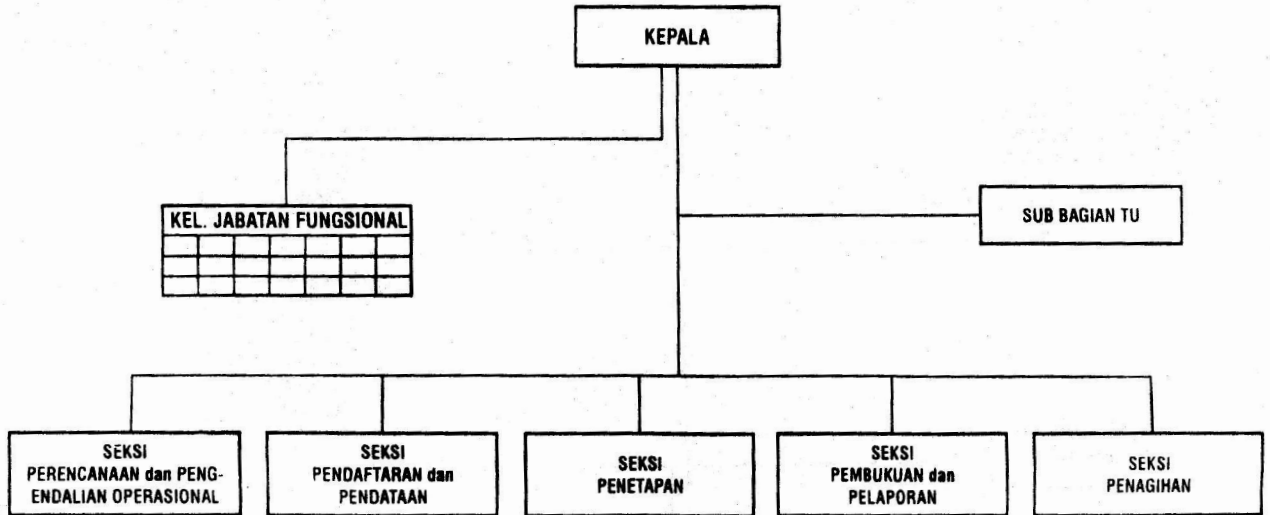 KEPALA
KEL. JABATAN FUNGSIONAL
SUB BAGIAN TU
SEKSI
PERENCANAAN dan PENG-
ENDALIAN OPERASIONAL
SEKSI
PENDAFTARAN dan
PENDATAAN
SEKSI
PENETAPAN
SEKSI
PEMBUKUAN dan
PELAPORAN
SEKSI
PENAGIHAN